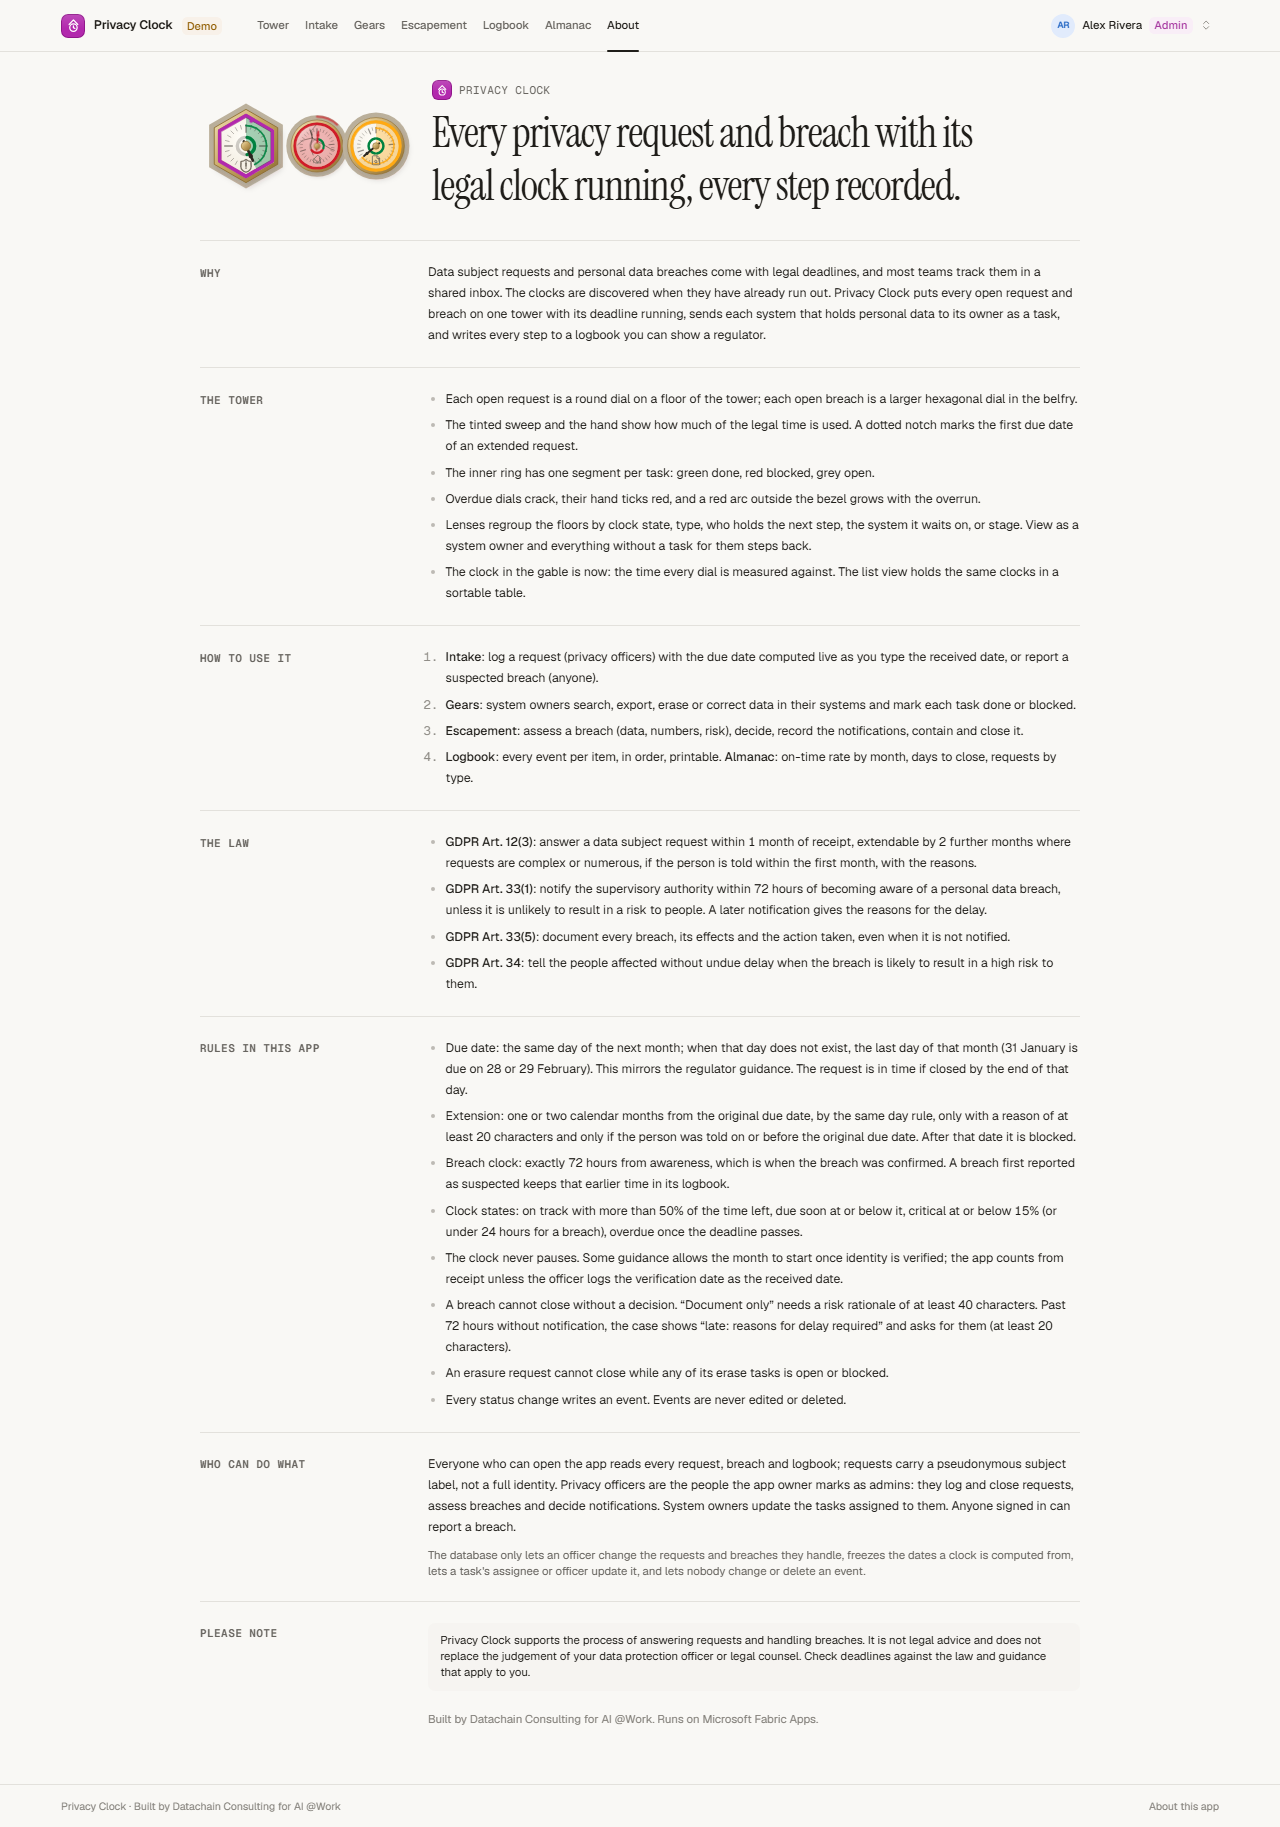 Privacy Clock Demo Tower Intake Gears Escapement Logbook Almanac About AR Alex Rivera Admin
PRIVACY CLOCK
Every privacy request and breach with its
legal clock running, every step recorded.
WHY
Data subject requests and personal data breaches come with legal deadlines, and most teams track them in a
shared inbox. The clocks are discovered when they have already run out. Privacy Clock puts every open request and
breach on one tower with its deadline running, sends each system that holds personal data to its owner as a task,
and writes every step to a logbook you can show a regulator.
THE TOWER
Each open request is a round dial on a floor of the tower; each open breach is a larger hexagonal dial in the belfry.
The tinted sweep and the hand show how much of the legal time is used. A dotted notch marks the first due date
of an extended request.
The inner ring has one segment per task: green done, red blocked, grey open.
Overdue dials crack, their hand ticks red, and a red arc outside the bezel grows with the overrun.
Lenses regroup the floors by clock state, type, who holds the next step, the system it waits on, or stage. View as a
system owner and everything without a task for them steps back.
The clock in the gable is now: the time every dial is measured against. The list view holds the same clocks in a
sortable table.
HOW TO USE IT
1. Intake: log a request (privacy officers) with the due date computed live as you type the received date, or report a
suspected breach (anyone).
2. Gears: system owners search, export, erase or correct data in their systems and mark each task done or blocked.
3. Escapement: assess a breach (data, numbers, risk), decide, record the notifications, contain and close it.
4. Logbook: every event per item, in order, printable. Almanac: on-time rate by month, days to close, requests by
type.
THE LAW
GDPR Art. 12(3): answer a data subject request within 1 month of receipt, extendable by 2 further months where
requests are complex or numerous, if the person is told within the first month, with the reasons.
GDPR Art. 33(1): notify the supervisory authority within 72 hours of becoming aware of a personal data breach,
unless it is unlikely to result in a risk to people. A later notification gives the reasons for the delay.
GDPR Art. 33(5): document every breach, its effects and the action taken, even when it is not notified.
GDPR Art. 34: tell the people affected without undue delay when the breach is likely to result in a high risk to
them.
RULES IN THIS APP
Due date: the same day of the next month; when that day does not exist, the last day of that month (31 January is
due on 28 or 29 February). This mirrors the regulator guidance. The request is in time if closed by the end of that
day.
Extension: one or two calendar months from the original due date, by the same day rule, only with a reason of at
least 20 characters and only if the person was told on or before the original due date. After that date it is blocked.
Breach clock: exactly 72 hours from awareness, which is when the breach was confirmed. A breach first reported
as suspected keeps that earlier time in its logbook.
Clock states: on track with more than 50% of the time left, due soon at or below it, critical at or below 15% (or
under 24 hours for a breach), overdue once the deadline passes.
The clock never pauses. Some guidance allows the month to start once identity is verified; the app counts from
receipt unless the officer logs the verification date as the received date.
A breach cannot close without a decision. “Document only” needs a risk rationale of at least 40 characters. Past
72 hours without notification, the case shows “late: reasons for delay required” and asks for them (at least 20
characters).
An erasure request cannot close while any of its erase tasks is open or blocked.
Every status change writes an event. Events are never edited or deleted.
WHO CAN DO WHAT
Everyone who can open the app reads every request, breach and logbook; requests carry a pseudonymous subject
label, not a full identity. Privacy officers are the people the app owner marks as admins: they log and close requests,
assess breaches and decide notifications. System owners update the tasks assigned to them. Anyone signed in can
report a breach.
The database only lets an officer change the requests and breaches they handle, freezes the dates a clock is computed from,
lets a task's assignee or officer update it, and lets nobody change or delete an event.
PLEASE NOTE
Privacy Clock supports the process of answering requests and handling breaches. It is not legal advice and does not
replace the judgement of your data protection officer or legal counsel. Check deadlines against the law and guidance
that apply to you.
Built by Datachain Consulting for AI @Work. Runs on Microsoft Fabric Apps.
Privacy Clock · Built by Datachain Consulting for AI @Work About this app